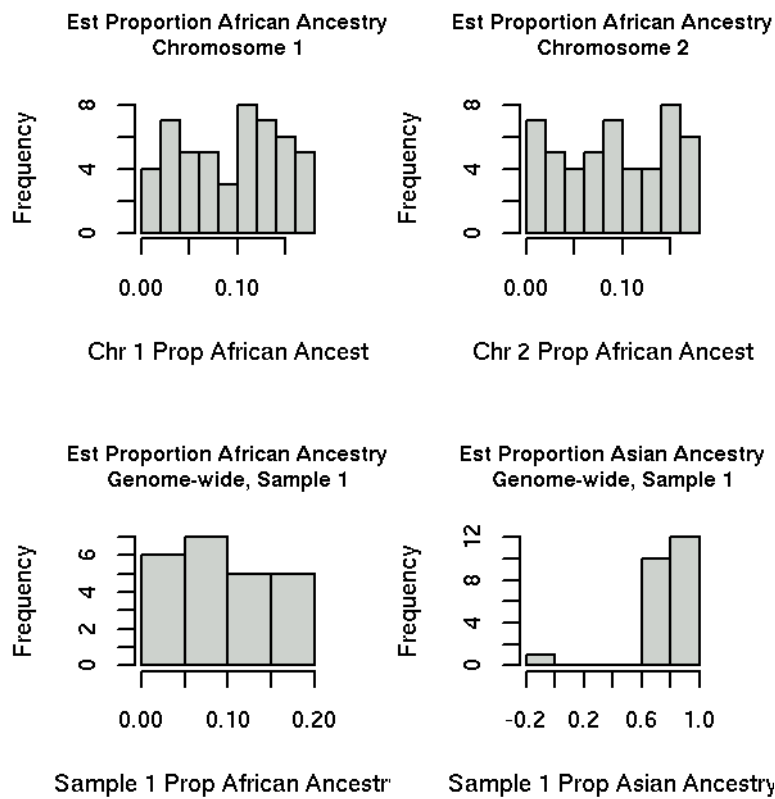 Est Proportion African Ancestry
Chromosome 1
Frequency
0 4 8
0.00 0.10
Chr 1 Prop African Ancest
Est Proportion African Ancestry
Chromosome 2
Frequency
0 4 8
0.00 0.10
Chr 2 Prop African Ancest
Est Proportion African Ancestry
Genome-wide, Sample 1
Frequency
0 2 4 6
0.00 0.10 0.20
Sample 1 Prop African Ancestr
Est Proportion Asian Ancestry
Genome-wide, Sample 1
Frequency
0 4 8 12
-0.2 0.2 0.6 1.0
Sample 1 Prop Asian Ancestry